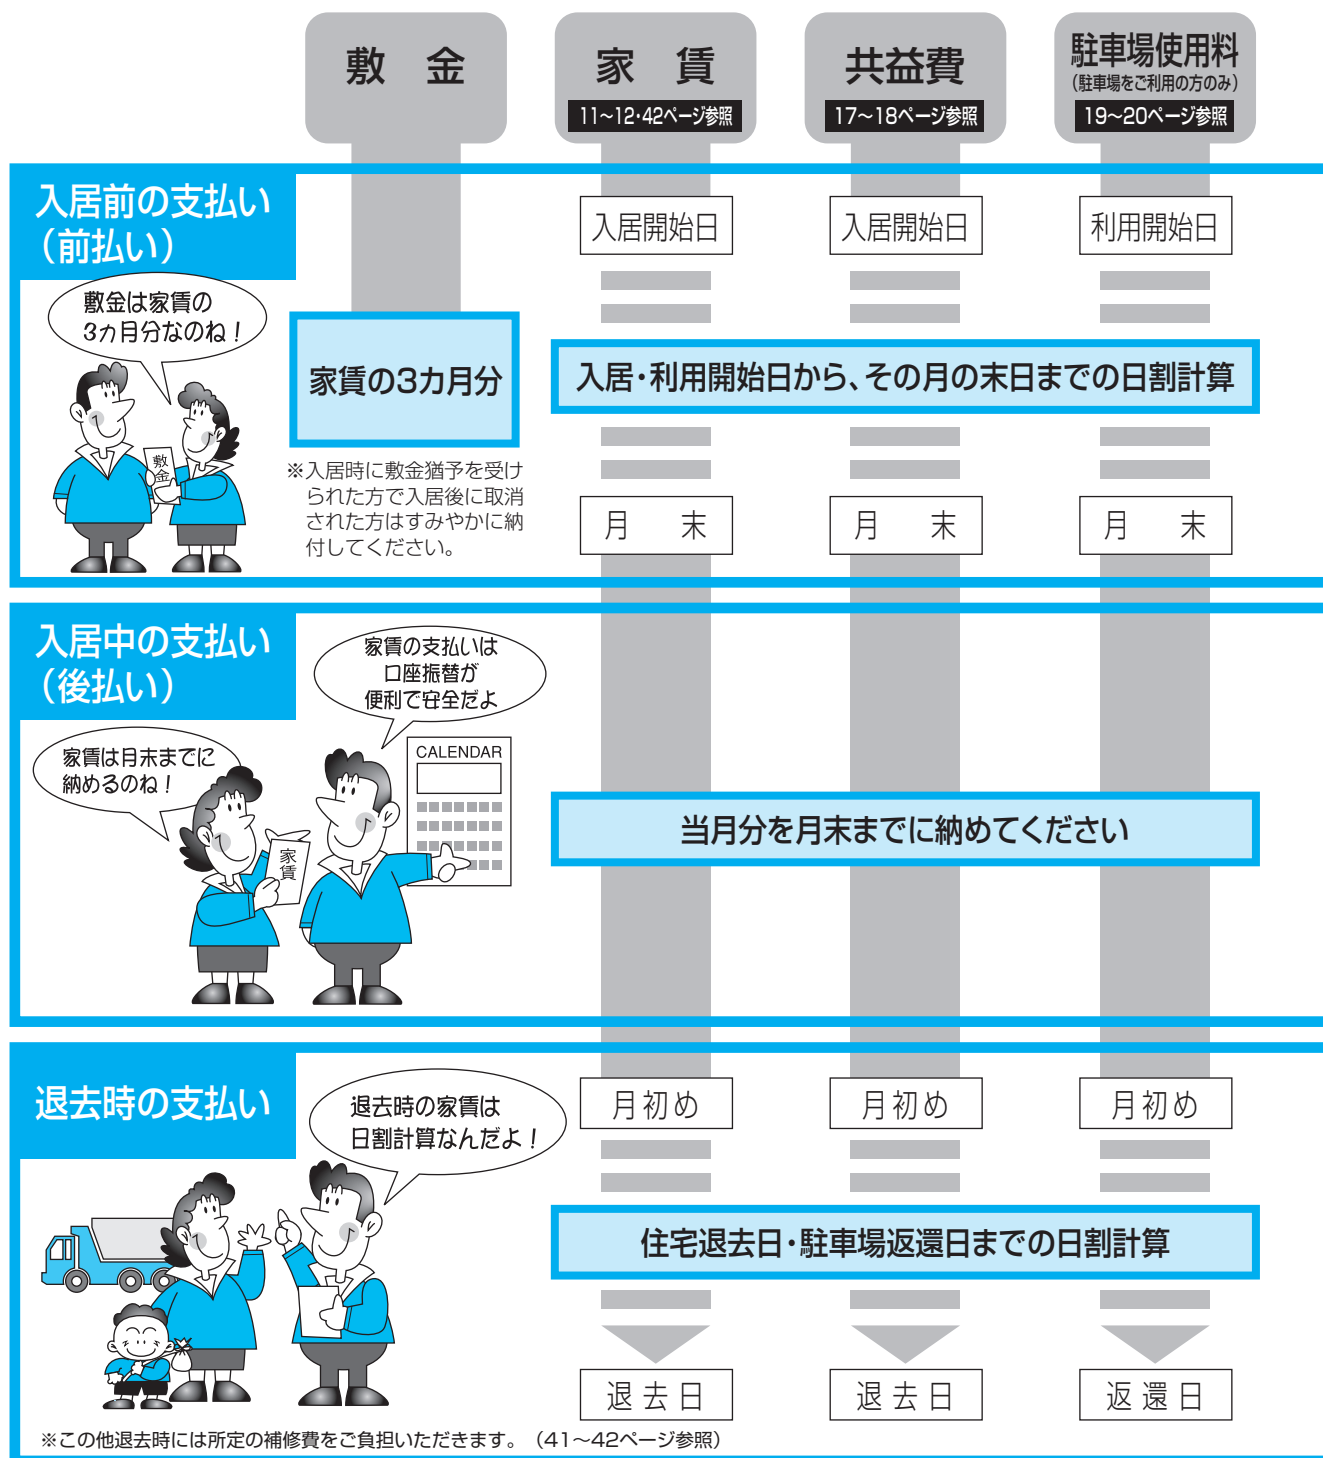 敷　金
家　賃
11～12・42ページ参照
共益費
17～18ページ参照
駐車場使用料
（駐車場をご利用の方のみ）
19～20ページ参照
入居前の支払い
（前払い）
敷金は家賃の
3ヵ月分なのね！
敷金
家賃の3カ月分
※入居時に敷金猶予を受け
られた方で入居後に取消
された方はすみやかに納
付してください。
入居開始日
入居開始日
利用開始日
入居・利用開始日から、その月の末日までの日割計算
月　末
月　末
月　末
入居中の支払い
（後払い）
家賃の支払いは
口座振替が
便利で安全だよ
家賃は月末までに
納めるのね！
CALENDAR
家賃
当月分を月末までに納めてください
退去時の支払い
退去時の家賃は
日割計算なんだよ！
月初め
月初め
月初め
住宅退去日・駐車場返還日までの日割計算
退去日
退去日
返還日
※この他退去時には所定の補修費をご負担いただきます。（41～42ページ参照）